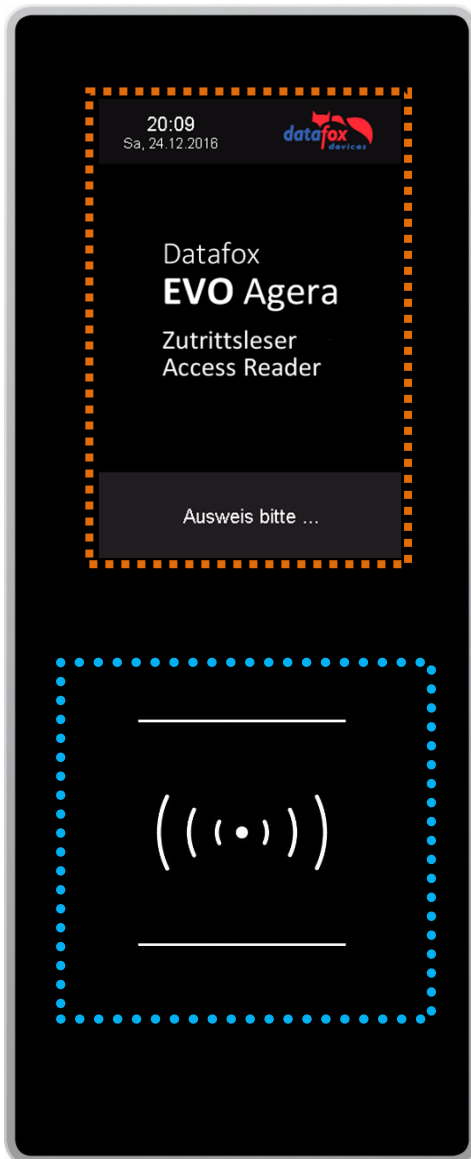 20:09
Sa, 24.12.2016
datafox
devices
Datafox
EVO Agera
Zutrittsleser
Access Reader
Ausweis bitte ...